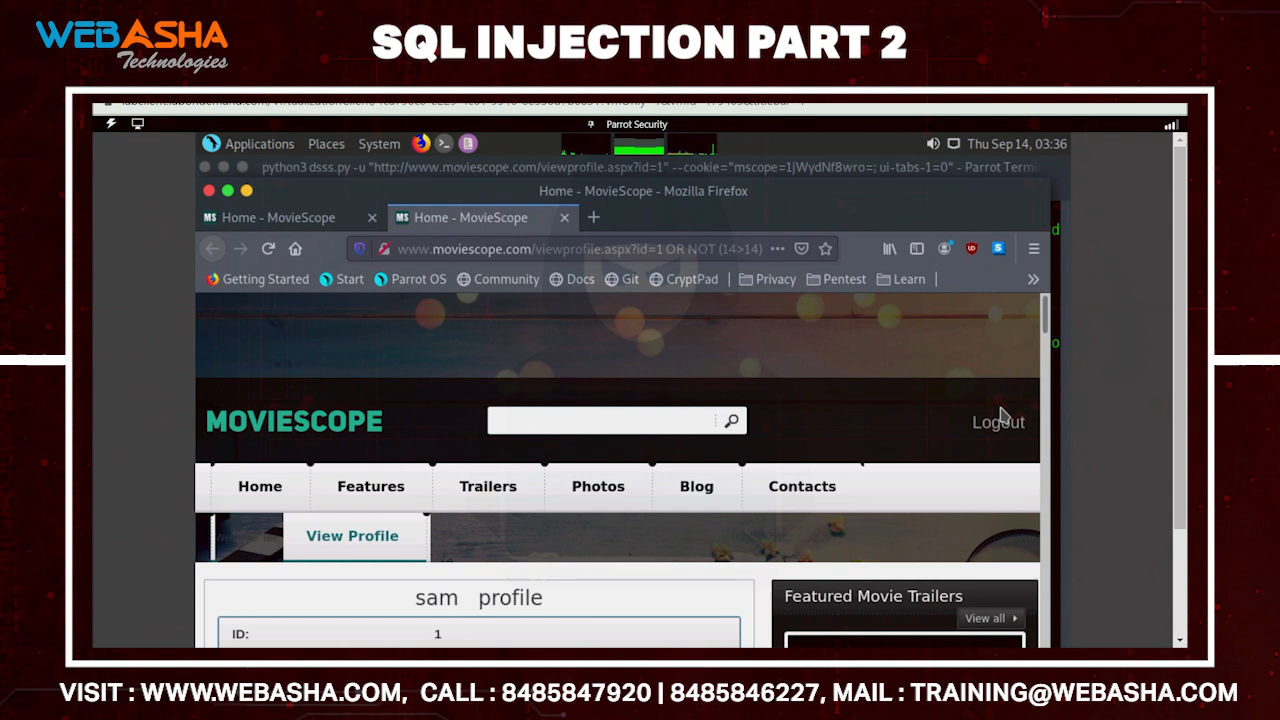 WEBASHA
Technologies
SQL INJECTION PART 2
Parrot Security
Applications Places System
Thu Sep 14, 03:36
python3 dsss.py -u "http://www.moviescope.com/viewprofile.aspx?id=1" --cookie="mscope=1jWydNf8wro=; ui-tabs-1=0" - Parrot Term
Home - MovieScope - Mozilla Firefox
MS Home - MovieScope
MS Home - MovieScope
www.moviescope.com/viewprofile.aspx?id=1 OR NOT (14>14)
Getting Started Start Parrot OS Community Docs Git CryptPad Privacy Pentest Learn
MOVIESCOPE
Logout
Home Features Trailers Photos Blog Contacts
View Profile
sam profile
Featured Movie Trailers
View all
ID: 1
VISIT : WWW.WEBASHA.COM, CALL : 8485847920 | 8485846227, MAIL : TRAINING@WEBASHA.COM